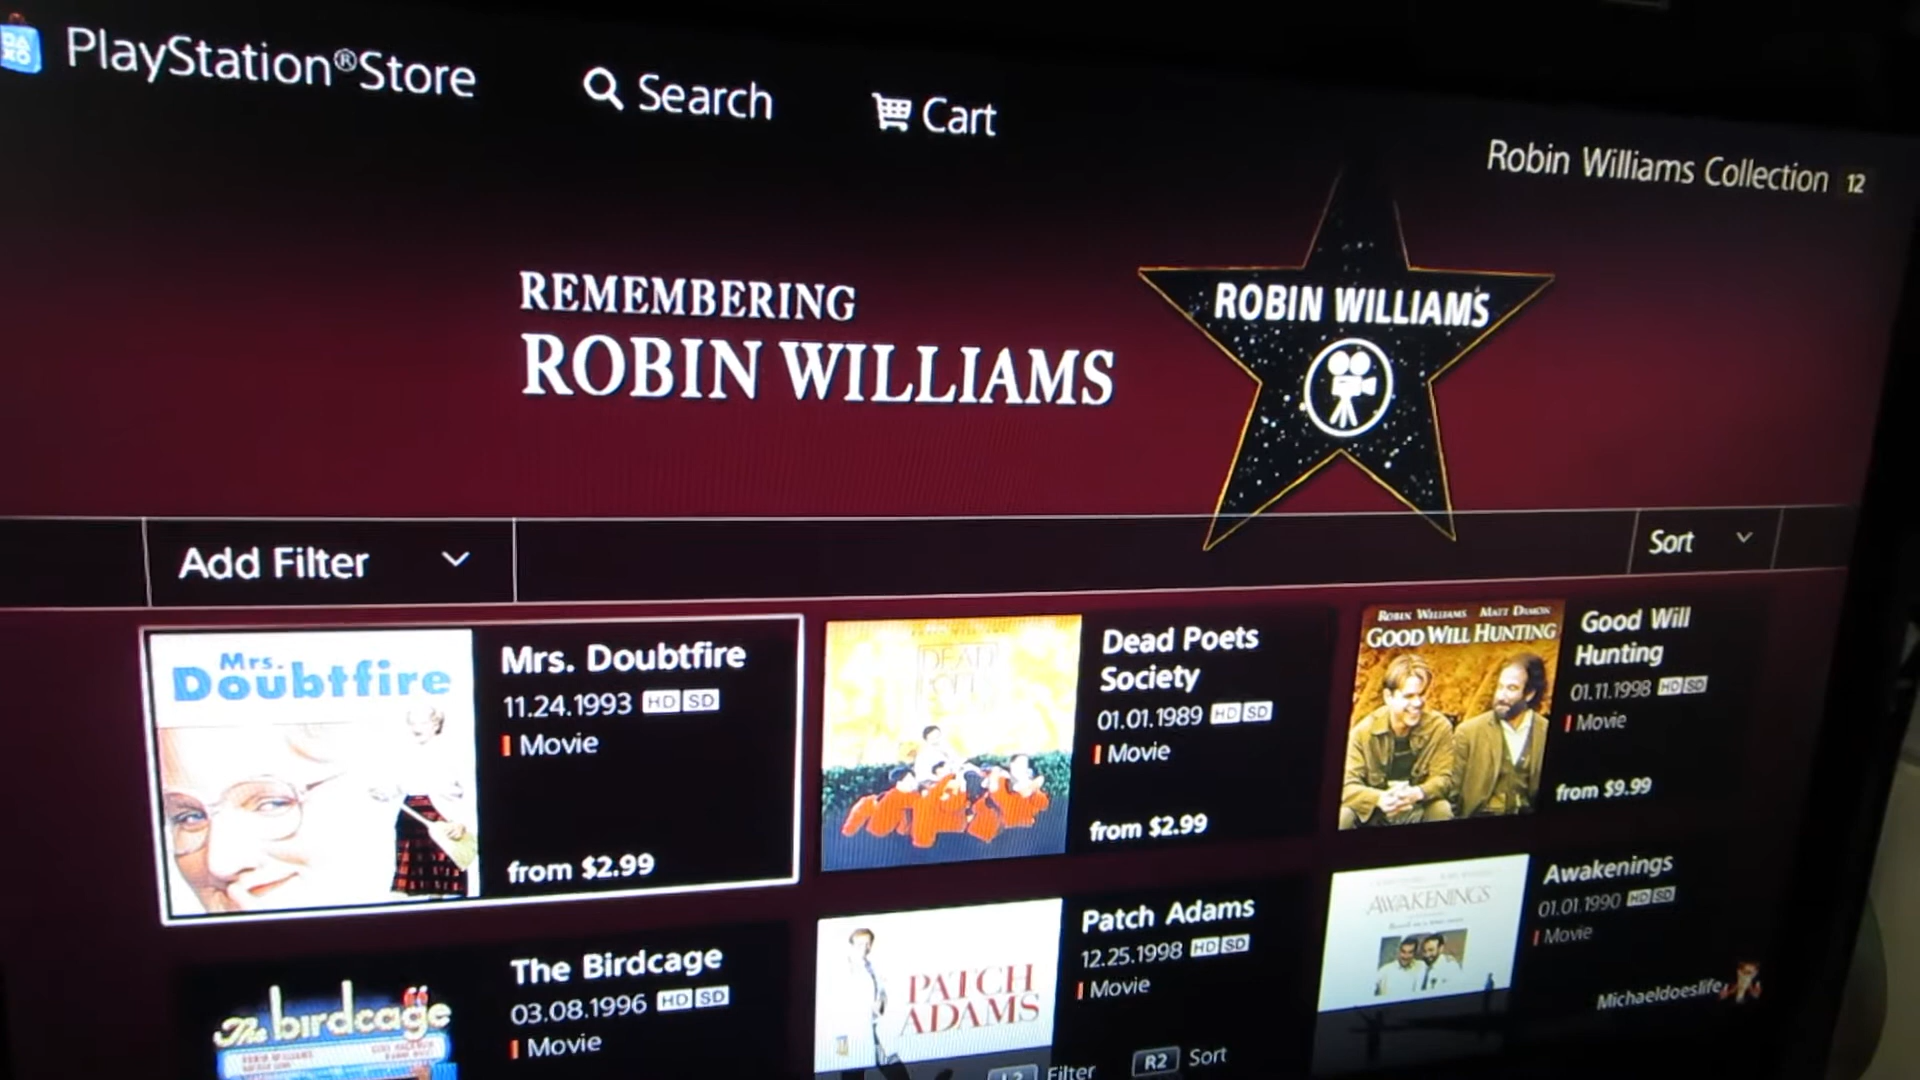 PlayStation®Store
Search
Cart
Robin Williams Collection 12
REMEMBERING
ROBIN WILLIAMS
ROBIN WILLIAMS
Add Filter
Sort
Mrs.
Doubtfire
Mrs. Doubtfire
11.24.1993 HD SD
Movie
from $2.99
DEAD
Dead Poets
Society
01.01.1989 HD SD
Movie
from $2.99
ROBIN WILLIAMS MATT DAMON
GOOD WILL HUNTING
Good Will
Hunting
01.11.1998 HD SD
Movie
from $9.99
The birdcage
ROBIN WILLIAMS
The Birdcage
03.08.1996 HD SD
Movie
PATCH
ADAMS
Patch Adams
12.25.1998 HD SD
Movie
AWAKENINGS
Awakenings
01.01.1990 HD SD
Movie
Michaeldoeslife
L2 Filter
R2 Sort